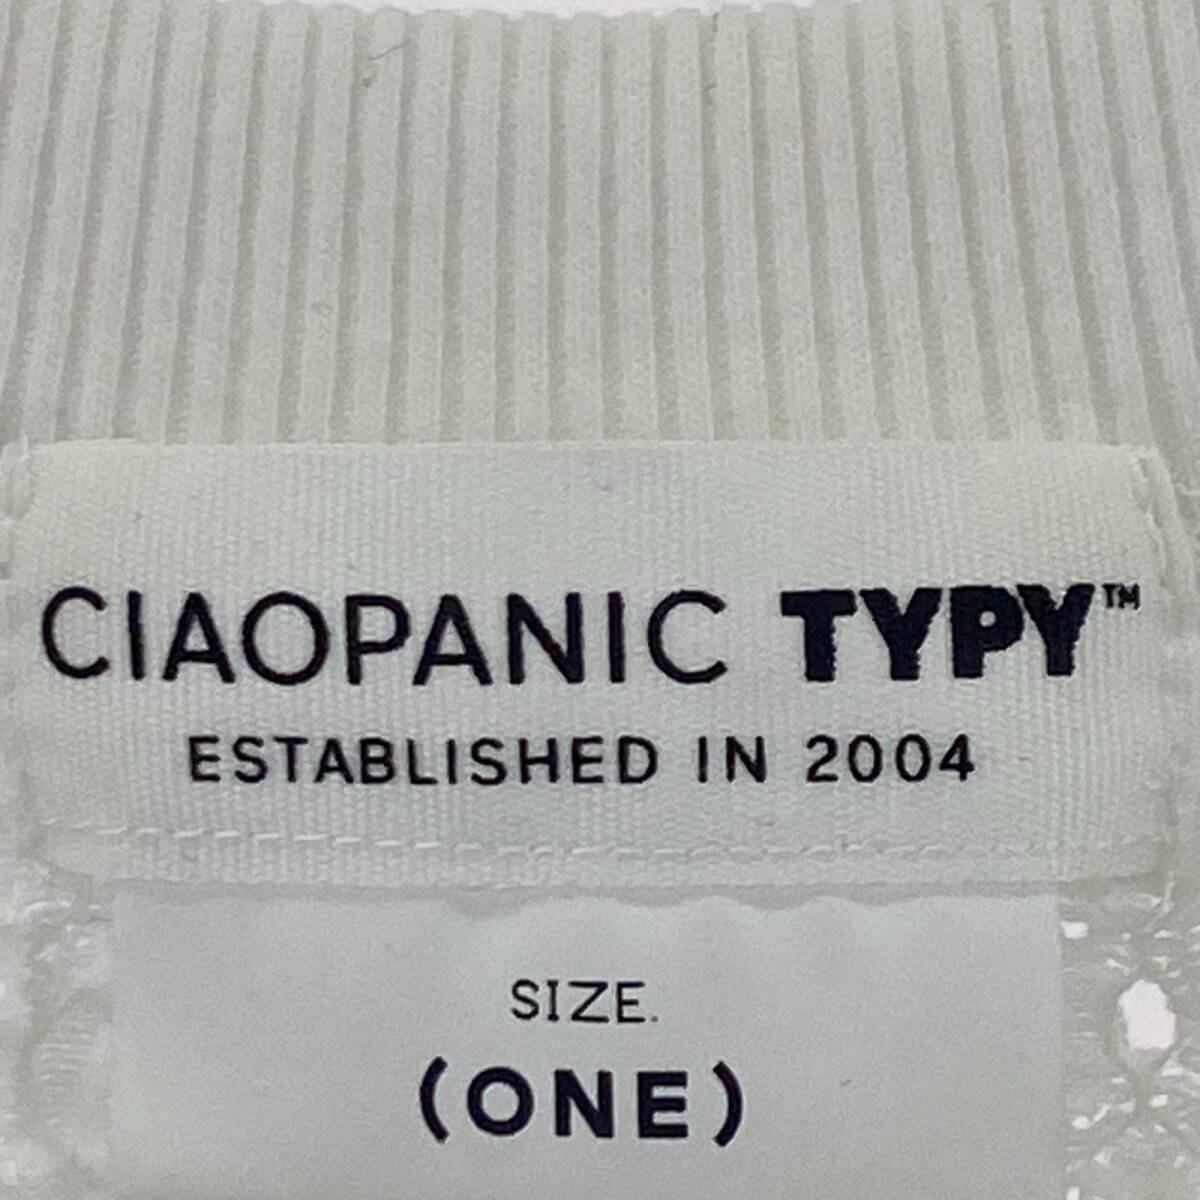 CIAOPANIC TYPY™
ESTABLISHED IN 2004
SIZE.
(ONE)